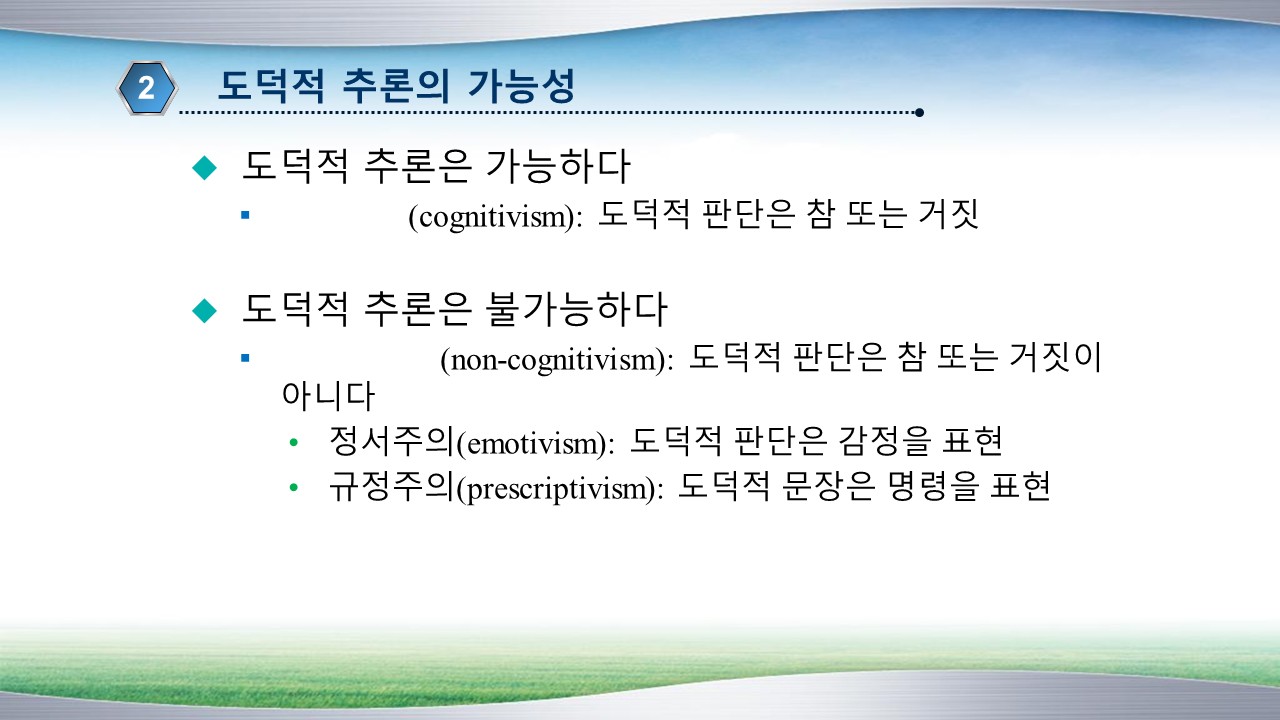 2 도덕적 추론의 가능성
도덕적 추론은 가능하다
(cognitivism): 도덕적 판단은 참 또는 거짓
도덕적 추론은 불가능하다
(non-cognitivism): 도덕적 판단은 참 또는 거짓이
아니다
정서주의(emotivism): 도덕적 판단은 감정을 표현
규정주의(prescriptivism): 도덕적 문장은 명령을 표현